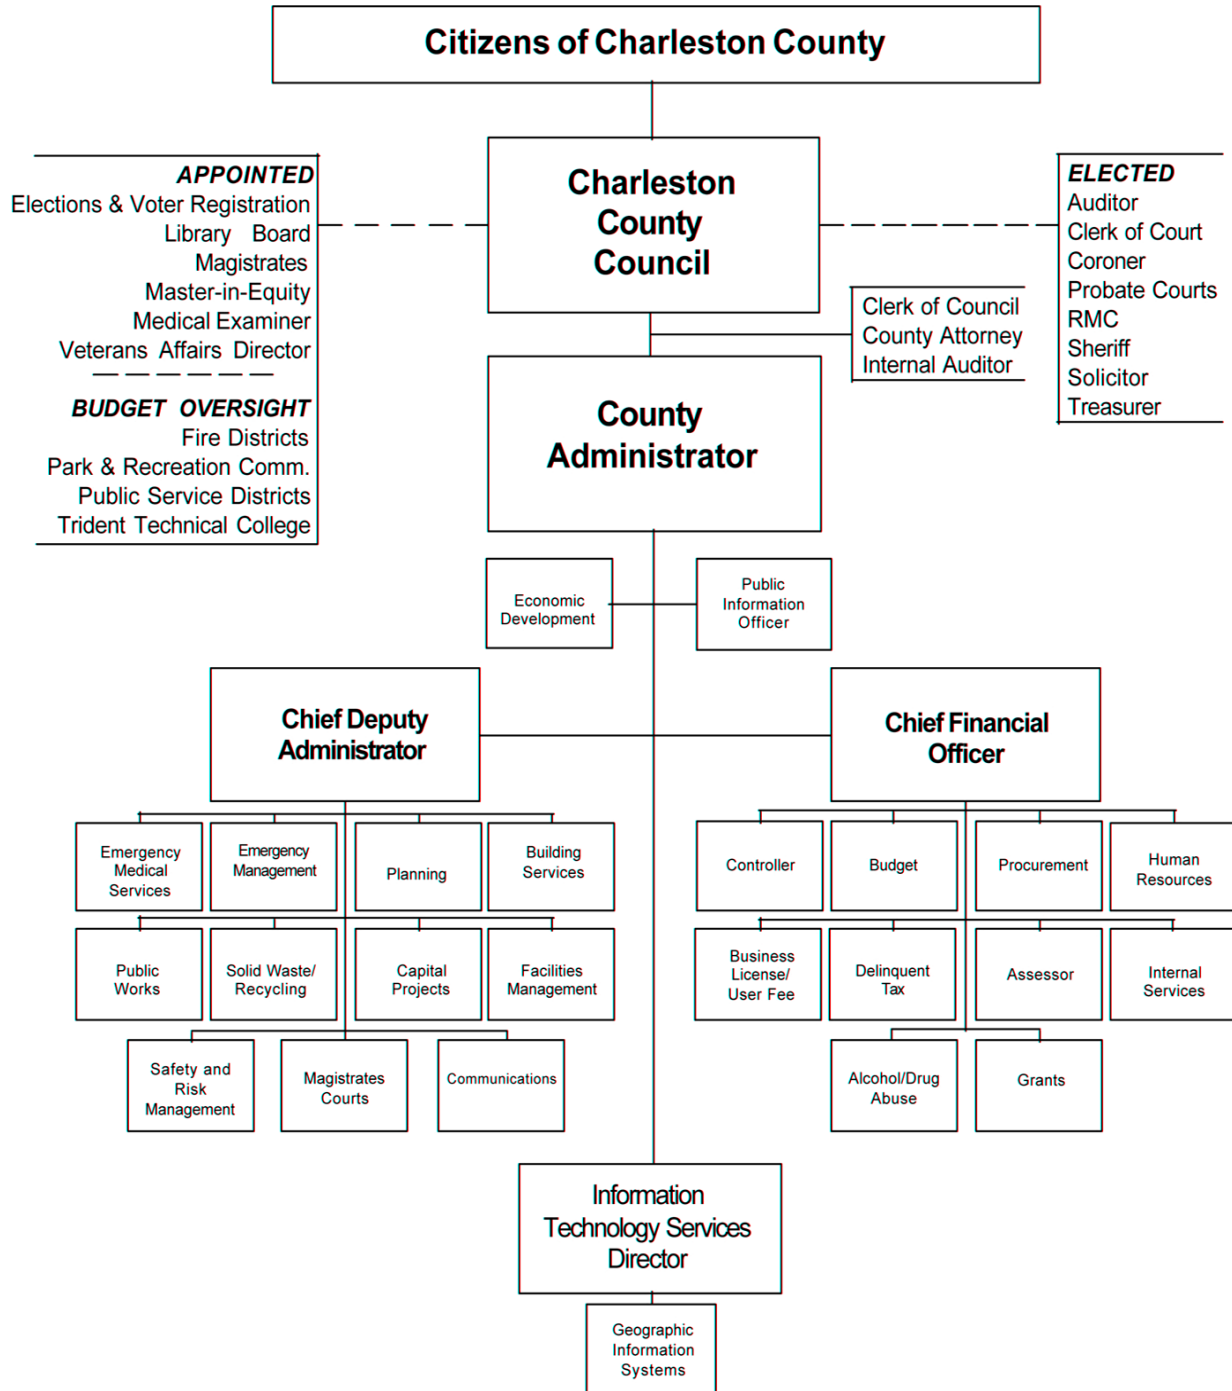 Citizens of Charleston County
APPOINTED
Elections & Voter Registration
Library Board
Magistrates
Master-in-Equity
Medical Examiner
Veterans Affairs Director
BUDGET OVERSIGHT
Fire Districts
Park & Recreation Comm.
Public Service Districts
Trident Technical College
Charleston
County
Council
ELECTED
Auditor
Clerk of Court
Coroner
Probate Courts
RMC
Sheriff
Solicitor
Treasurer
Clerk of Council
County Attorney
Internal Auditor
County
Administrator
Economic
Development
Public
Information
Officer
Chief Deputy
Administrator
Chief Financial
Officer
Emergency
Medical
Services
Emergency
Management
Planning
Building
Services
Controller
Budget
Procurement
Human
Resources
Public
Works
Solid Waste/
Recycling
Capital
Projects
Facilities
Management
Business
License/
User Fee
Delinquent
Tax
Assessor
Internal
Services
Safety and
Risk
Management
Magistrates
Courts
Communications
Alcohol/Drug
Abuse
Grants
Information
Technology Services
Director
Geographic
Information
Systems